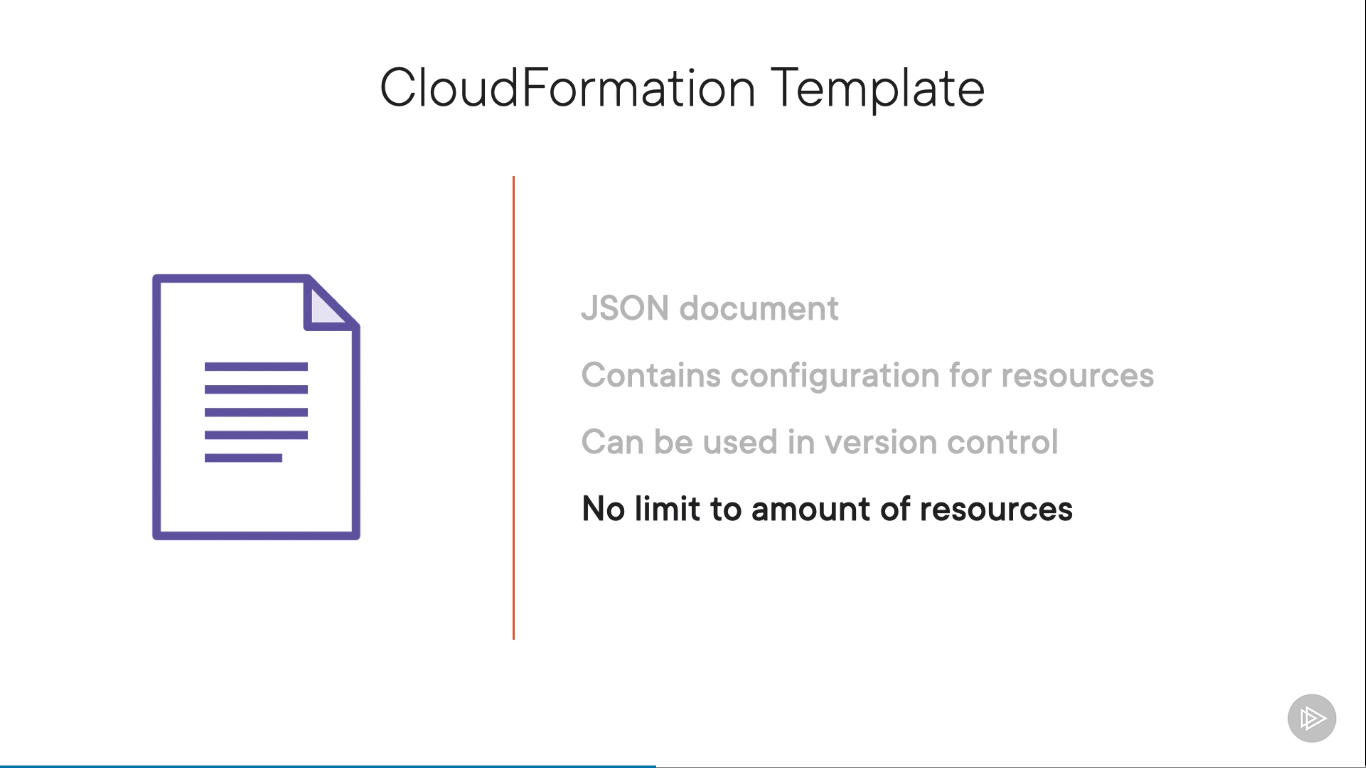 CloudFormation Template
JSON document
Contains configuration for resources
Can be used in version control
No limit to amount of resources